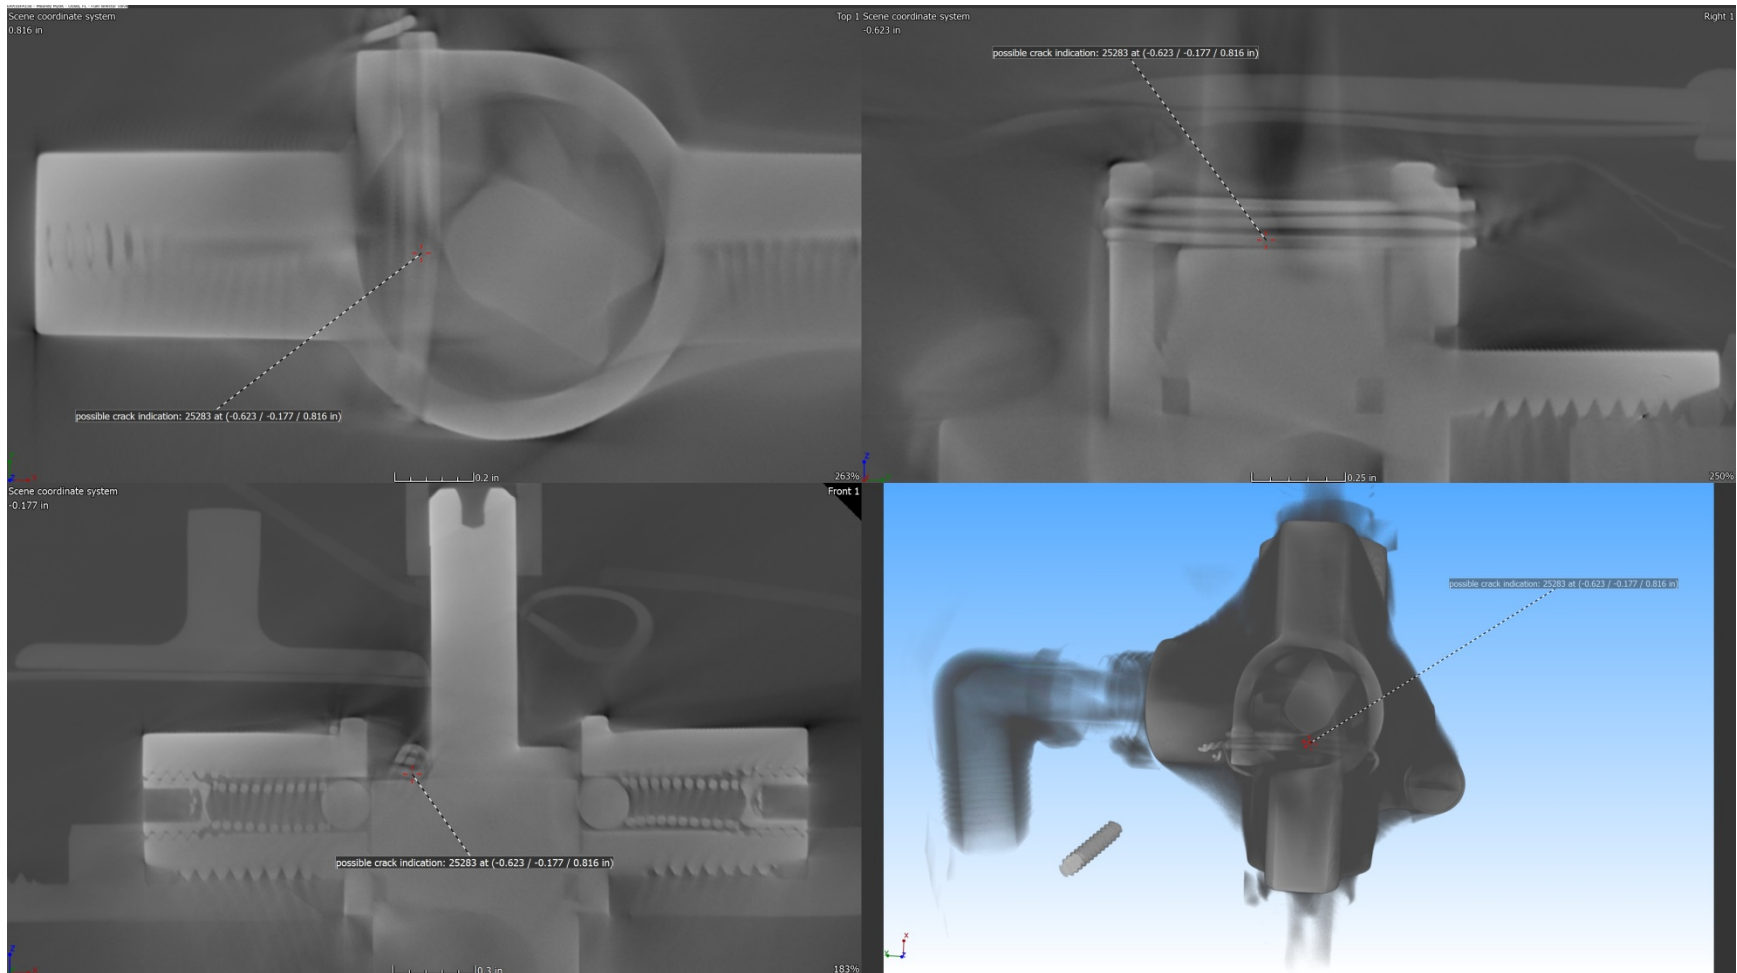 Scene coordinate system
0.816 in
Top 1
possible crack indication: 25283 at (-0.623 / -0.177 / 0.816 in)
0.2 in
263%
Scene coordinate system
-0.623 in
Right 1
possible crack indication: 25283 at (-0.623 / -0.177 / 0.816 in)
0.25 in
250%
Scene coordinate system
-0.177 in
Front 1
possible crack indication: 25283 at (-0.623 / -0.177 / 0.816 in)
0.3 in
183%
possible crack indication: 25283 at (-0.623 / -0.177 / 0.816 in)